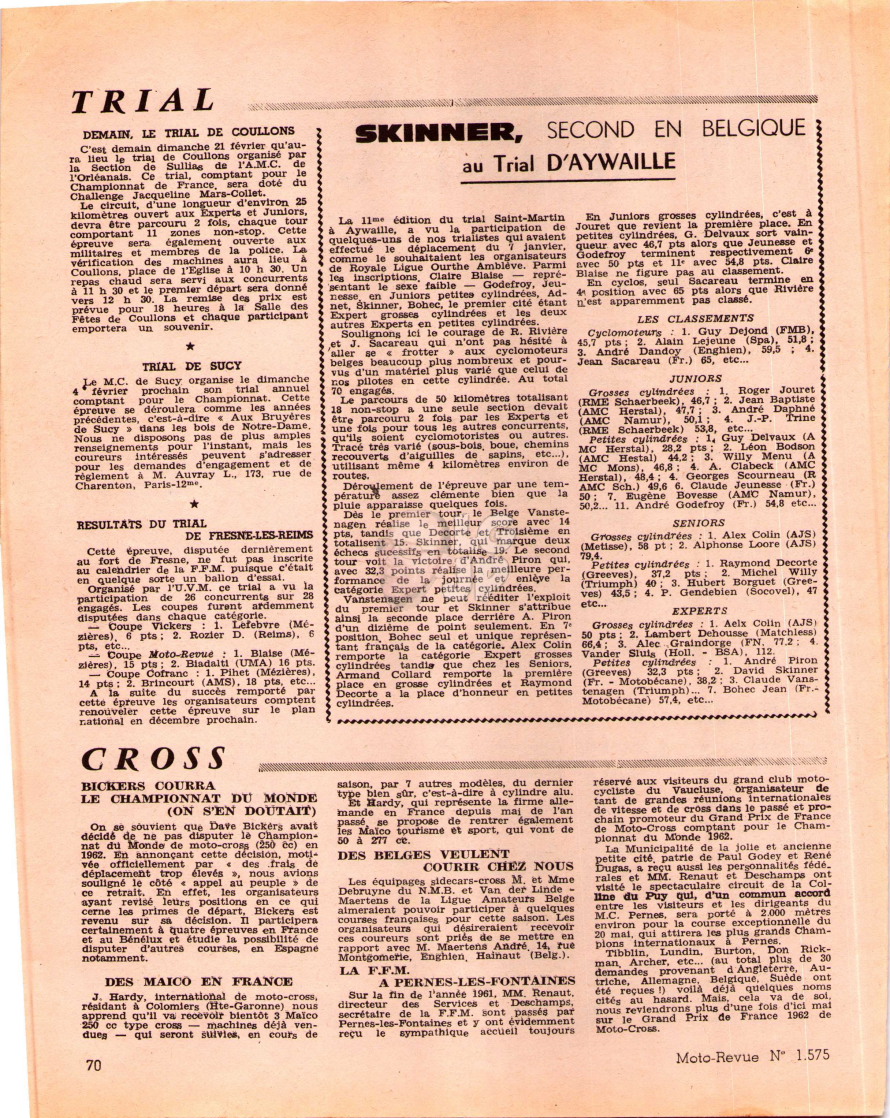 TRIAL
DEMAIN, LE TRIAL DE COULLONS
C'est demain dimanche 21 février qu'au-
ra lieu le trial de Coullons organisé par
la Section de Sullias de l'A.M.C. de
l'Orléanais. Ce trial, comptant pour le
Championnat de France, sera doté du
Challenge Jacqueline Mars-Collet.
Le circuit, d'une longueur d'environ 25
kilomètres ouvert aux Experts et Juniors,
devra être parcouru 2 fois, chaque tour
comportant 11 zones non-stop. Cette
épreuve sera également ouverte aux
militaires et membres de la police. La
vérification des machines aura lieu à
Coullons, place de l'Eglise à 10 h 30. Un
repas chaud sera servi aux concurrents
à 11 h 30 et le premier départ sera donné
vers 12 h 30. La remise des prix est
prévue pour 18 heures à la Salle des
Fêtes de Coullons et chaque participant
emportera un souvenir.
★
TRIAL DE SUCY
Le M.C. de Sucy organise le dimanche
4 février prochain son trial annuel
comptant pour le Championnat. Cette
épreuve se déroulera comme les années
précédentes, c'est-à-dire « Aux Bruyères
de Sucy » dans les bois de Notre-Dame.
Nous ne disposons pas de plus amples
renseignements pour l'instant, mais les
coureurs intéressés peuvent s'adresser
pour les demandes d'engagement et de
règlement à M. Auvray L., 173, rue de
Charenton, Paris-12me.
★
RESULTATS DU TRIAL
DE FRESNE-LES-REIMS
Cette épreuve, disputée dernièrement
au fort de Fresne, ne fut pas inscrite
au calendrier de la F.F.M. puisque c'était
en quelque sorte un ballon d'essai.
Organisé par l'U.V.M. ce trial a vu la
participation de 26 concurrents sur 28
engagés. Les coupes furent ardemment
disputées dans chaque catégorie.
— Coupe Vickers : 1. Lefebvre (Mé-
zières), 6 pts ; 2. Rozier D. (Reims), 6
pts, etc...
— Coupe Moto-Revue : 1. Blaise (Mé-
zières), 15 pts ; 2. Biadalti (UMA) 16 pts.
— Coupe Cofranc : 1. Pihet (Mézières),
14 pts ; 2. Brincourt (AMS), 18 pts, etc...
A la suite du succès remporté par
cette épreuve les organisateurs comptent
renouveler cette épreuve sur le plan
national en décembre prochain.
SKINNER, SECOND EN BELGIQUE
au Trial D'AYWAILLE
La 11me édition du trial Saint-Martin
à Aywaille, a vu la participation de
quelques-uns de nos trialistes qui avaient
effectué le déplacement du 7 janvier,
comme le souhaitaient les organisateurs
de Royale Ligue Ourthe Amblève. Parmi
les inscriptions, Claire Blaise — repré-
sentant le sexe faible — Godefroy, Jeu-
nesse, en Juniors petites cylindrées, Ad-
net, Skinner, Bohec, le premier cité étant
Expert grosses cylindrées et les deux
autres Experts en petites cylindrées.
Soulignons ici le courage de R. Rivière
et J. Sacareau qui n'ont pas hésité à
aller se « frotter » aux cyclomoteurs
belges beaucoup plus nombreux et pour-
vus d'un matériel plus varié que celui de
nos pilotes en cette cylindrée. Au total
70 engagés.
Le parcours de 50 kilomètres totalisant
18 non-stop a une seule section devait
être parcouru 2 fois par les Experts et
une fois pour tous les autres concurrents,
qu'ils soient cyclomotoristes ou autres.
Tracé très varié (sous-bois, boue, chemins
recouverts d'aiguilles de sapins, etc...),
utilisant même 4 kilomètres environ de
routes.
Déroulement de l'épreuve par une tem-
pérature assez clémente bien que la
pluie apparaisse quelques fois.
Dès le premier tour, le Belge Vanste-
nagen réalise le meilleur score avec 14
pts, tandis que Decorte et Troisième en
totalisent 15. Skinner, qui marque deux
échecs sucessifs en totalise 19. Le second
tour voit la victoire d'André Piron qui,
avec 32,3 points réalise la meilleure per-
formance de la journée et enlève la
catégorie Expert petites cylindrées.
Vanstenagen ne peut rééditer l'exploit
du premier tour et Skinner s'attribue
ainsi la seconde place derrière A. Piron
d'un dizième de point seulement. En 7e
position Bohec seul et unique représen-
tant français de la catégorie. Alex Colin
remporte la catégorie Expert grosses
cylindrées tandis que chez les Seniors,
Armand Collard remporte la première
place en grosse cylindrées et Raymond
Decorte a la place d'honneur en petites
cylindrées.
En Juniors grosses cylindrées, c'est à
Jouret que revient la première place. En
petites cylindrées, G. Delvaux sort vain-
queur avec 46,7 pts alors que Jeunesse et
Godefroy terminent respectivement 6e
avec 50 pts et 11e avec 54,8 pts. Claire
Blaise ne figure pas au classement.
En cyclos, seul Sacareau termine en
4e position avec 65 pts alors que Rivière
n'est apparemment pas classé.
LES CLASSEMENTS
Cyclomoteurs : 1. Guy Dejond (FMB),
45,7 pts ; 2. Alain Lejeune (Spa), 51,8 ;
3. André Dandoy (Enghien), 59,5 ; 4.
Jean Sacareau (Fr.) 65, etc...
JUNIORS
Grosses cylindrées : 1. Roger Jouret
(RME Schaerbeek), 46,7 ; 2. Jean Baptiste
(AMC Herstal), 47,7 ; 3. André Daphné
(AMC Namur), 50,1 ; 4. J.-P. Trine
(RME Schaerbeek) 53,8, etc...
Petites cylindrées : 1, Guy Delvaux (A
MC Herstal), 28,2 pts ; 2. Léon Bodson
(AMC Hestal) 44,2 ; 3. Willy Menu (A
MC Mons), 46,8 ; 4. A. Clabeck (AMC
Herstal), 48,4 ; 4. Georges Scourneau (R
AMC Sch.) 49,6 6. Claude Jeunesse (Fr.)
50 ; 7. Eugène Bovesse (AMC Namur),
50,2... 11. André Godefroy (Fr.) 54,8 etc...
SENIORS
Grosses cylindrées : 1. Alex Colin (AJS)
(Metisse), 58 pt ; 2. Alphonse Loore (AJS)
79,4.
Petites cylindrées : 1. Raymond Decorte
(Greeves), 37,2 pts ; 2. Michel Willy
(Triumph) 40 ; 3. Hubert Borguet (Gree-
ves) 43,5 ; 4. P. Gendebien (Socovel), 47
etc...
EXPERTS
Grosses cylindrées : 1. Aelx Colin (AJS)
50 pts ; 2. Lambert Dehousse (Matchless)
66,4 ; 3. Alec Graindorge (FN, 77,2 ; 4.
Vander Sluis (Holl. - BSA), 112.
Petites cylindrées : 1. André Piron
(Greeves) 32,3 pts ; 2. David Skinner
(Fr. - Motobécane), 38,2 ; 3. Claude Vans-
tenagen (Triumph)... 7. Bohec Jean (Fr.-
Motobécane) 57,4, etc...
CROSS
BICKERS COURRA
LE CHAMPIONNAT DU MONDE
(ON S'EN DOUTAIT)
On se souvient que Dave Bickers avait
décidé de ne pas disputer le Champion-
nat du Monde de moto-cross (250 cc) en
1962. En annonçant cette décision, moti-
vée officiellement par « des frais de
déplacement trop élevés », nous avions
souligné le côté « appel au peuple » de
ce retrait. En effet, les organisateurs
ayant revisé leurs positions en ce qui
cerne les primes de départ, Bickers est
revenu sur sa décision. Il participera
certainement à quatre épreuves en France
et au Bénélux et étudie la possibilité de
disputer d'autres courses, en Espagne
notamment.
DES MAICO EN FRANCE
J. Hardy, international de moto-cross,
résidant à Colomiers (Hte-Garonne) nous
apprend qu'il va recevoir bientôt 3 Maïco
250 cc type cross — machines déjà ven-
dues — qui seront suivies, en cours de
saison, par 7 autres modèles, du dernier
type bien sûr, c'est-à-dire à cylindre alu.
Et Hardy, qui représente la firme alle-
mande en France depuis mai de l'an
passé, se propose de rentrer également
les Maïco tourisme et sport, qui vont de
50 à 277 cc.
DES BELGES VEULENT
COURIR CHEZ NOUS
Les équipages sidecars-cross M. et Mme
Debruyne du N.M.B. et Van der Linde -
Maertens de la Ligue Amateurs Belge
aimeraient pouvoir participer à quelques
courses françaises pour cette saison. Les
organisateurs qui désireraient recevoir
ces coureurs sont priés de se mettre en
rapport avec M. Maertens André, 14, rue
Montgomerie, Enghien, Hainaut (Belg.).
LA F.F.M.
A PERNES-LES-FONTAINES
Sur la fin de l'année 1961, MM. Renaut,
directeur des Services et Deschamps,
secrétaire de la F.F.M. sont passés par
Pernes-les-Fontaines et y ont évidemment
reçu le sympathique accueil toujours
réservé aux visiteurs du grand club moto-
cycliste du Vaucluse, organisateur de
tant de grandes réunions internationales
de vitesse et de cross dans le passé et pro-
chain promoteur du Grand Prix de France
de Moto-Cross comptant pour le Cham-
pionnat du Monde 1962.
La Municipalité de la jolie et ancienne
petite cité, patrie de Paul Godey et René
Dugas, a reçu aussi les personnalités fédé-
rales et MM. Renaut et Deschamps ont
visité le spectaculaire circuit de la Col-
line du Puy qui, d'un commun accord
entre les visiteurs et les dirigeants du
M.C. Pernes, sera porté à 2.000 mètres
environ pour la course exceptionnelle du
20 mai, qui attirera les plus grands Cham-
pions internationaux à Pernes.
Tibblin, Lundin, Burton, Don Rick-
man, Archer, etc... (au total plus de 30
demandes provenant d'Angleterre, Au-
triche, Allemagne, Belgique, Suède ont
été reçues !) voilà déjà quelques noms
cités au hasard. Mais, cela va de soi,
nous reviendrons plus d'une fois d'ici mai
sur le Grand Prix de France 1962 de
Moto-Cross.
70
Moto-Revue N° 1.575